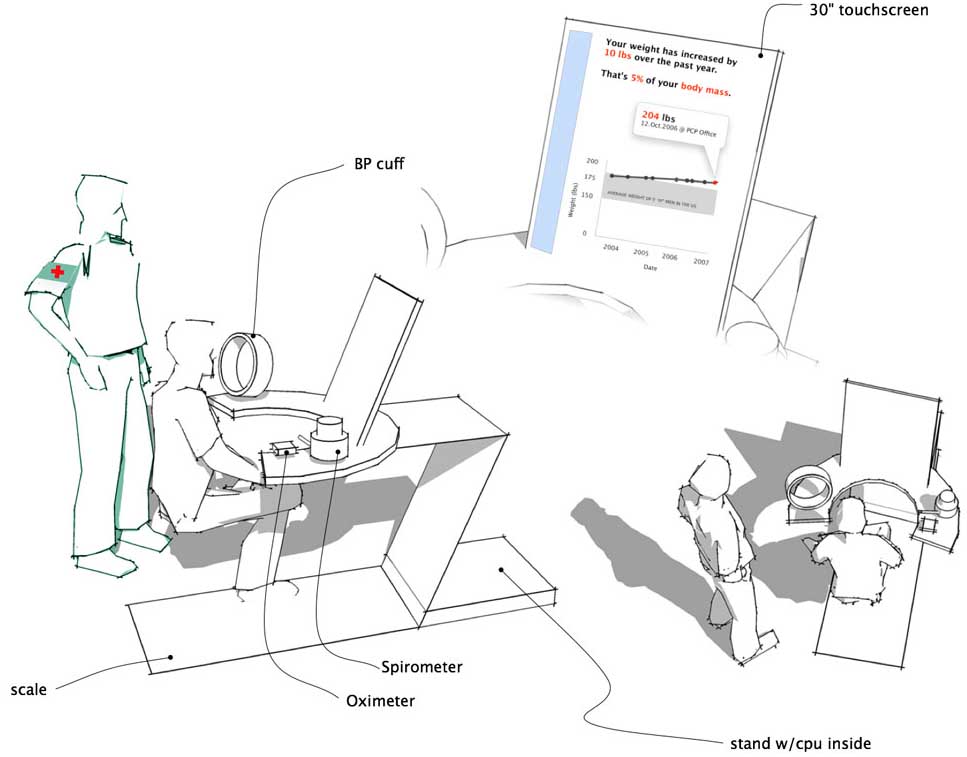 30" touchscreen
Your weight has increased by
10 lbs over the past year.
That's 5% of your body mass.
204 lbs
12.Oct.2006 @ PCP Office
200
175
150
0
Weight (lbs)
AVERAGE WEIGHT OF 5' 10" MEN IN THE US
2004 2005 2006 2007
Date
BP cuff
Spirometer
scale
Oximeter
stand w/cpu inside